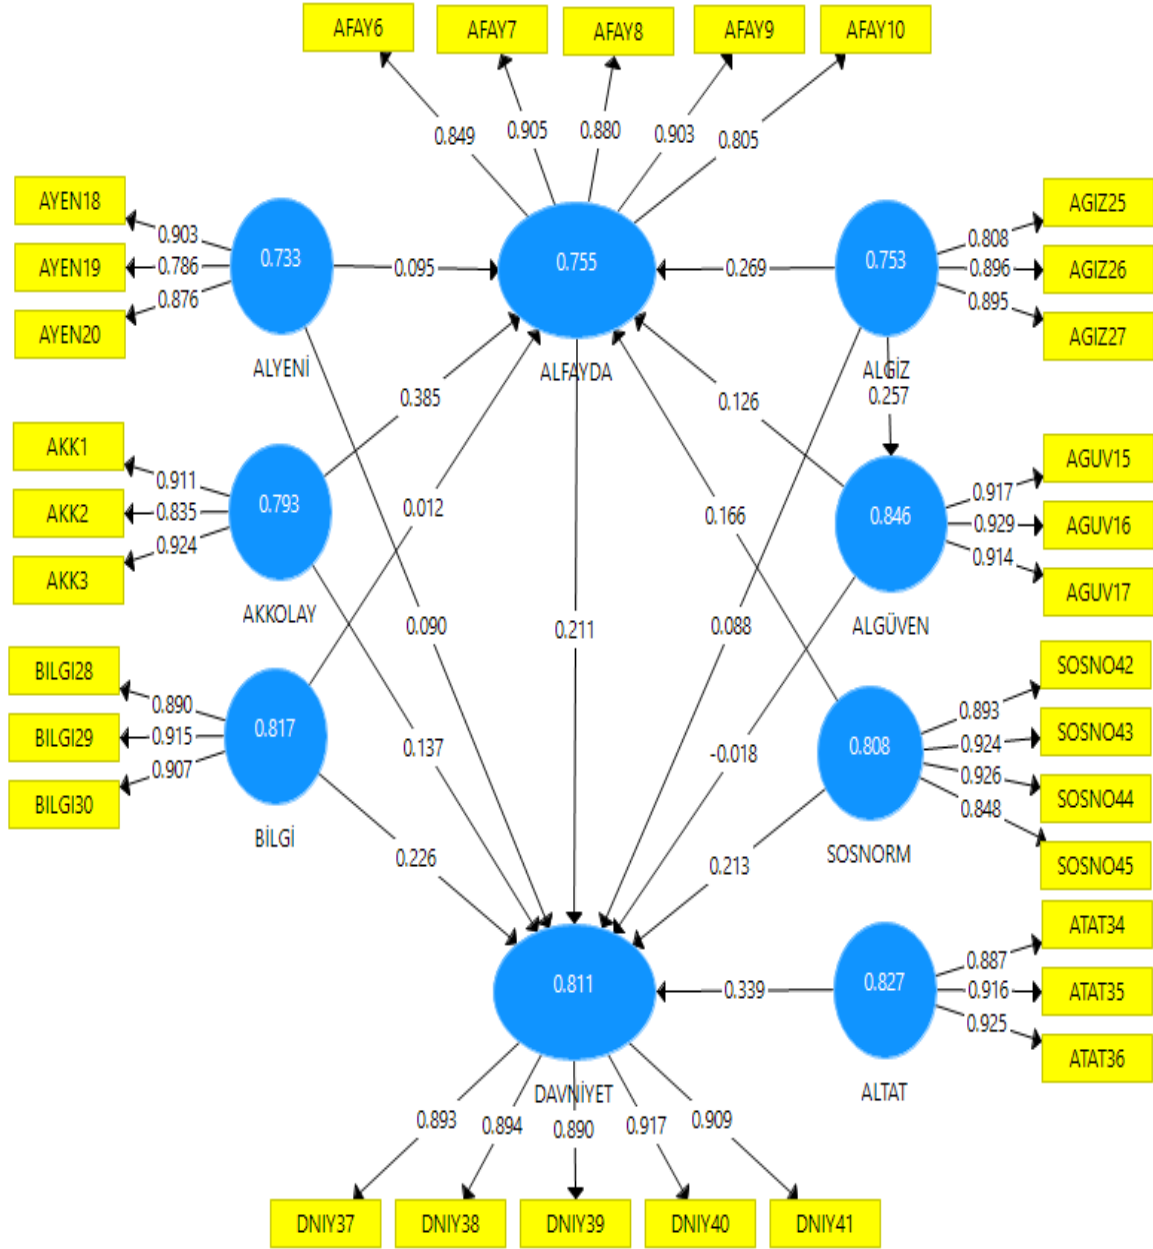 AFAY6 AFAY7 AFAY8 AFAY9 AFAY10
0.849 0.905 0.880 0.903 0.805
AYEN18
AYEN19
AYEN20
0.903
0.786
0.876
0.733
ALYENİ
0.095
0.755
ALFAYDA
0.269
0.753
ALGİZ
0.257
0.808
0.896
0.895
AGIZ25
AGIZ26
AGIZ27
AKK1
AKK2
AKK3
0.911
0.835
0.924
0.793
AKKOLAY
0.385
0.126
0.846
ALGÜVEN
0.917
0.929
0.914
AGUV15
AGUV16
AGUV17
0.012
0.166
0.090
0.211
0.088
BILGI28
BILGI29
BILGI30
0.890
0.915
0.907
0.817
BİLGİ
0.137
-0.018
0.808
SOSNORM
0.893
0.924
0.926
0.848
SOSNO42
SOSNO43
SOSNO44
SOSNO45
0.226
0.213
0.811
DAVNİYET
0.339
0.827
ALTAT
0.887
0.916
0.925
ATAT34
ATAT35
ATAT36
0.893 0.894 0.890 0.917 0.909
DNIY37 DNIY38 DNIY39 DNIY40 DNIY41